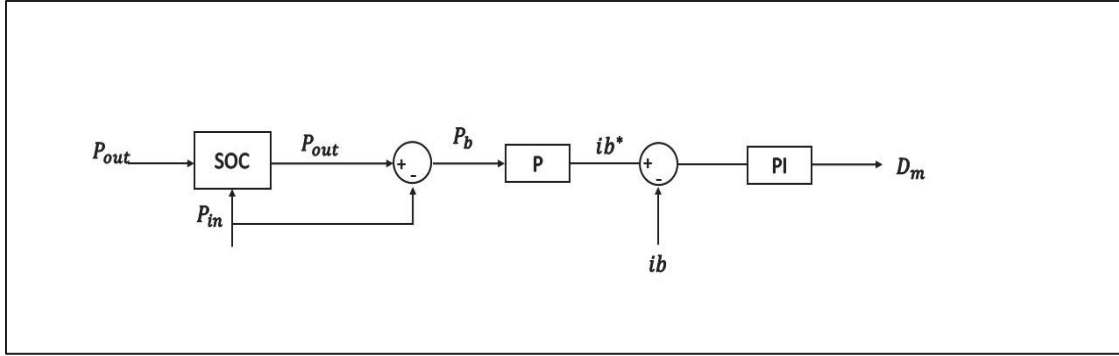 P_out
SOC
P_out
+
-
P_b
P
ib*
+
-
PI
D_m
P_in
ib